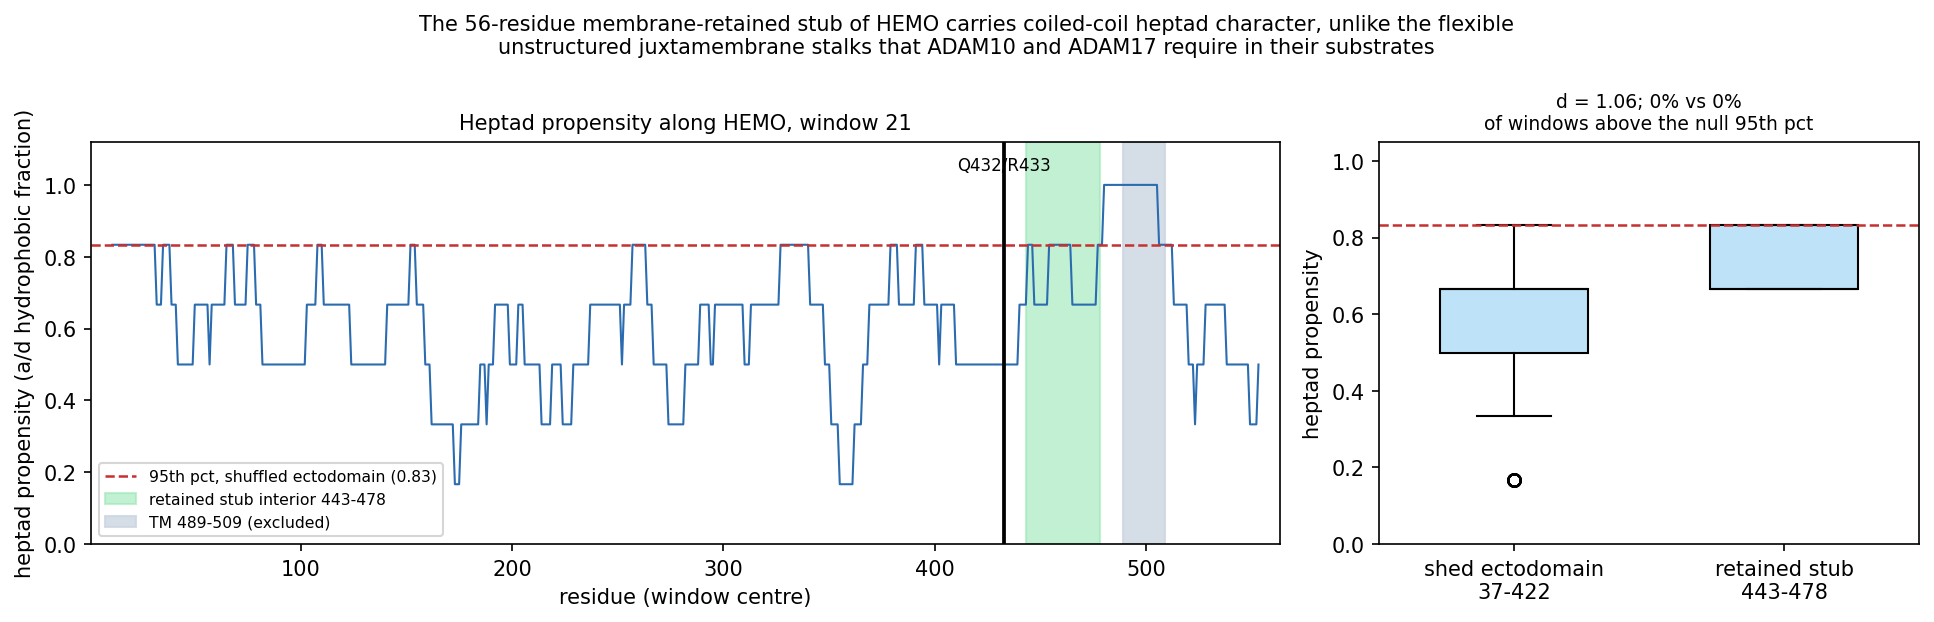 The 56-residue membrane-retained stub of HEMO carries coiled-coil heptad character, unlike the flexible
unstructured juxtamembrane stalks that ADAM10 and ADAM17 require in their substrates
Heptad propensity along HEMO, window 21
heptad propensity (a/d hydrophobic fraction)
1.0
0.8
0.6
0.4
0.2
0.0
Q432/R433
95th pct, shuffled ectodomain (0.83)
retained stub interior 443-478
TM 489-509 (excluded)
100
200
300
400
500
residue (window centre)
d = 1.06; 0% vs 0%
of windows above the null 95th pct
heptad propensity
1.0
0.8
0.6
0.4
0.2
0.0
shed ectodomain
37-422
retained stub
443-478